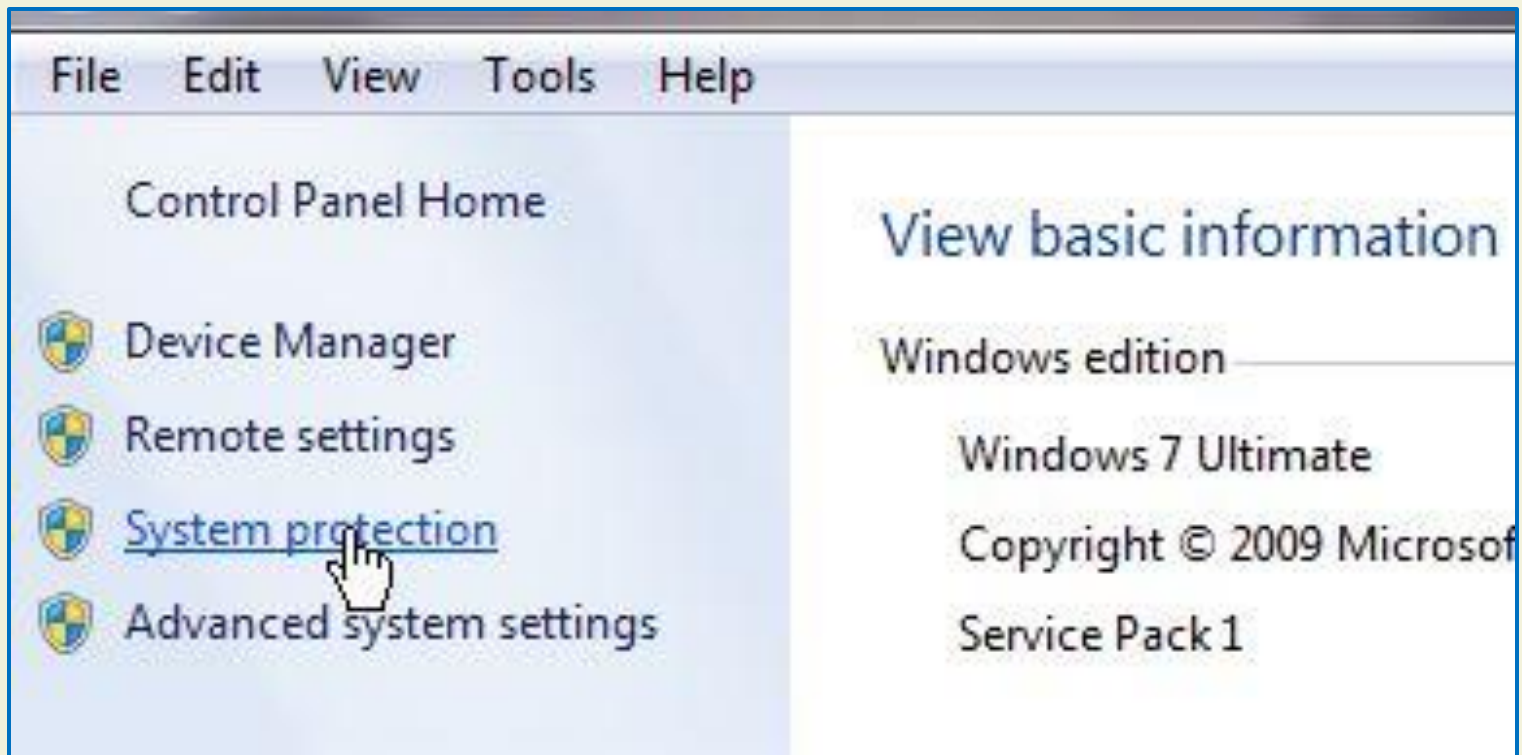 File Edit View Tools Help
Control Panel Home
Device Manager
Remote settings
System protection
Advanced system settings
View basic information
Windows edition
Windows 7 Ultimate
Copyright © 2009 Microsof
Service Pack 1